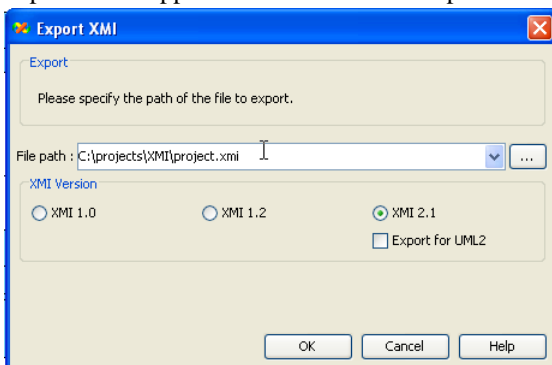 Export XMI
Export
Please specify the path of the file to export.
File path : C:\projects\XMI\project.xmi ...
XMI Version
XMI 1.0 XMI 1.2 XMI 2.1
Export for UML2
OK Cancel Help